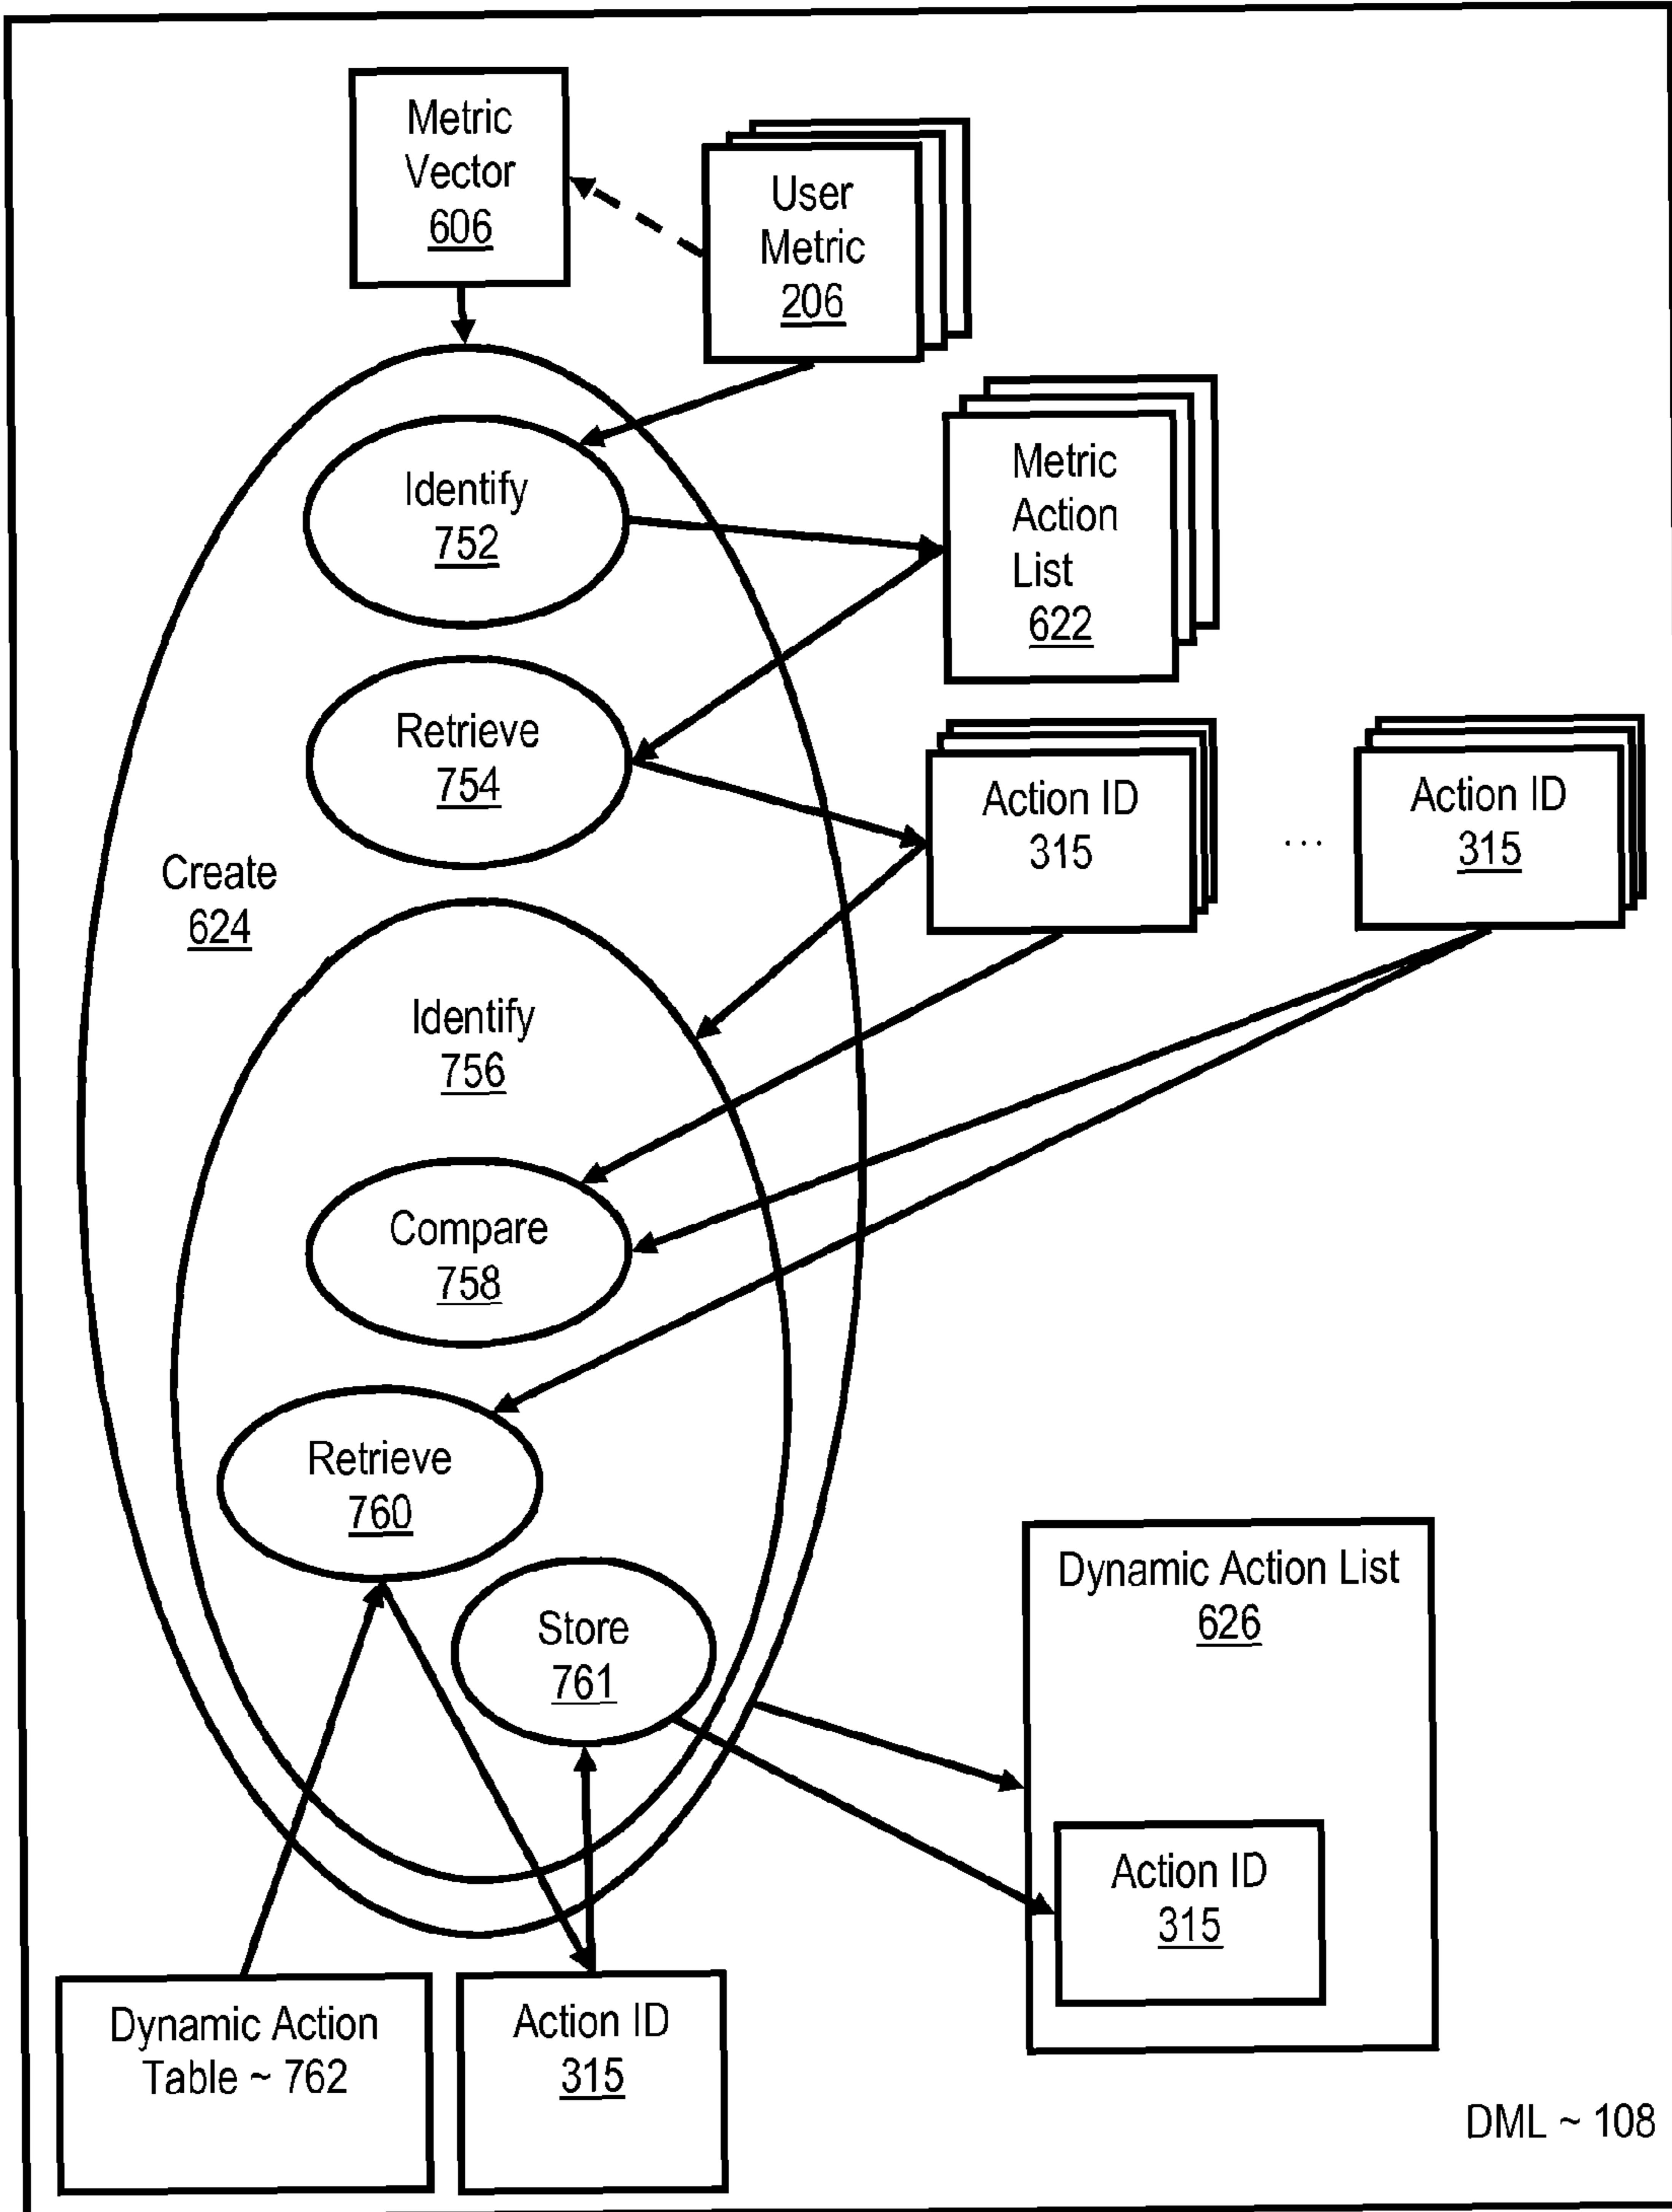 Metric
Vector
606
User
Metric
206
Identify
752
Metric
Action
List
622
Retrieve
754
Action ID
315
...
Action ID
315
Create
624
Identify
756
Compare
758
Retrieve
760
Store
761
Dynamic Action List
626
Action ID
315
Dynamic Action
Table ~ 762
Action ID
315
DML ~ 108